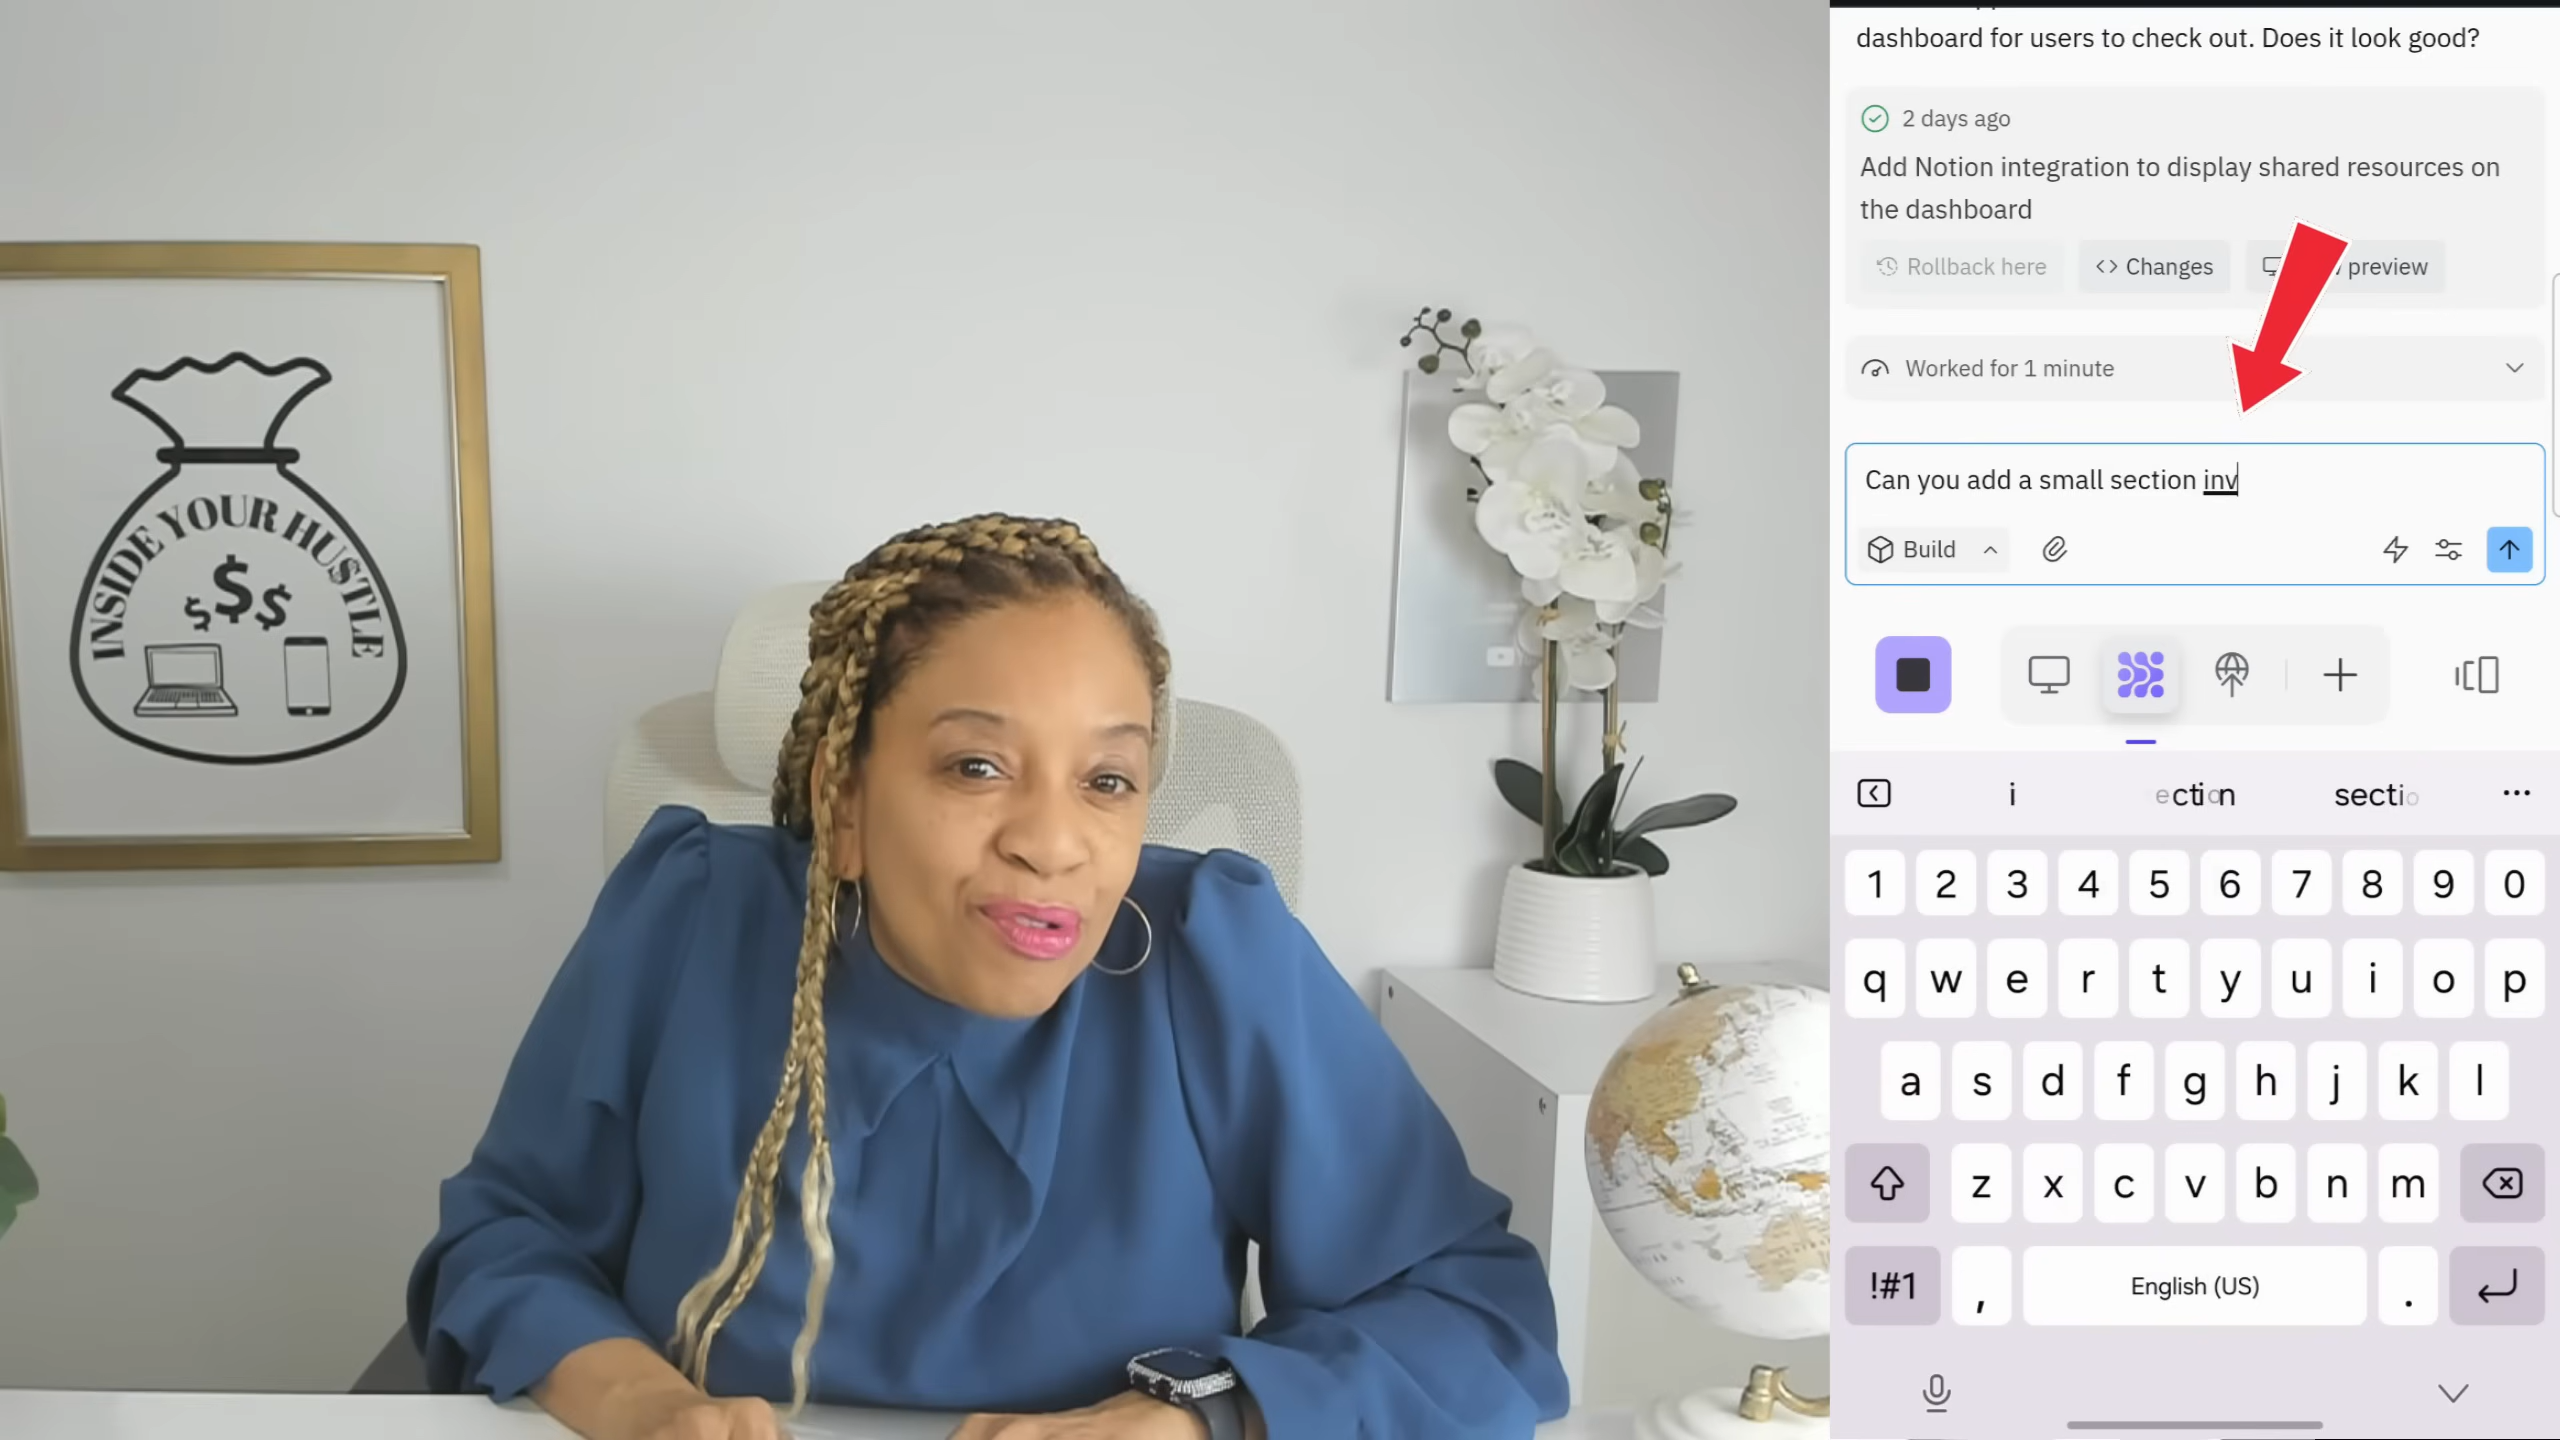 INSIDE YOUR HUSTLE
$$$
dashboard for users to check out. Does it look good?
2 days ago
Add Notion integration to display shared resources on
the dashboard
Rollback here
<> Changes
preview
Worked for 1 minute
Can you add a small section inv
Build
i
ection
sectio
...
1 2 3 4 5 6 7 8 9 0
q w e r t y u i o p
a s d f g h j k l
z x c v b n m
!#1 , English (US) .